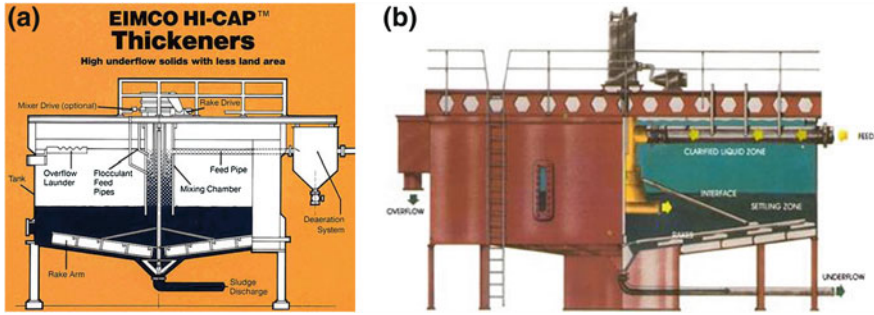 (a)
EIMCO HI-CAP™
Thickeners
High underflow solids with less land area
Mixer Drive (optional)
Rake Drive
Overflow
Launder
Flocculant
Feed
Pipes
Feed Pipe
Mixing Chamber
Tank
Deaeration
System
Rake Arm
Sludge
Discharge
(b)
FEED
CLARIFIED LIQUID ZONE
INTERFACE
SETTLING ZONE
RAKES
OVERFLOW
UNDERFLOW